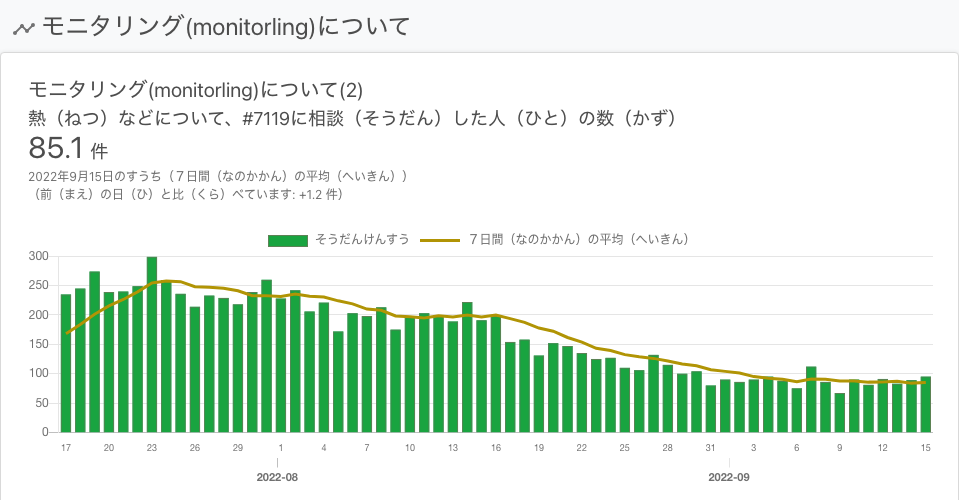 モニタリング(monitorling)について
モニタリング(monitorling)について(2)
熱（ねつ）などについて、#7119に相談（そうだん）した人（ひと）の数（かず）
85.1 件
2022年9月15日のすうち（７日間（なのかかん）の平均（へいきん））
（前（まえ）の日（ひ）と比（くら）べています: +1.2 件）
そうだんけんすう ７日間（なのかかん）の平均（へいきん）
300
250
200
150
100
50
0
17 20 23 26 29 1 4 7 10 13 16 19 22 25 28 31 3 6 9 12 15
2022-08 2022-09